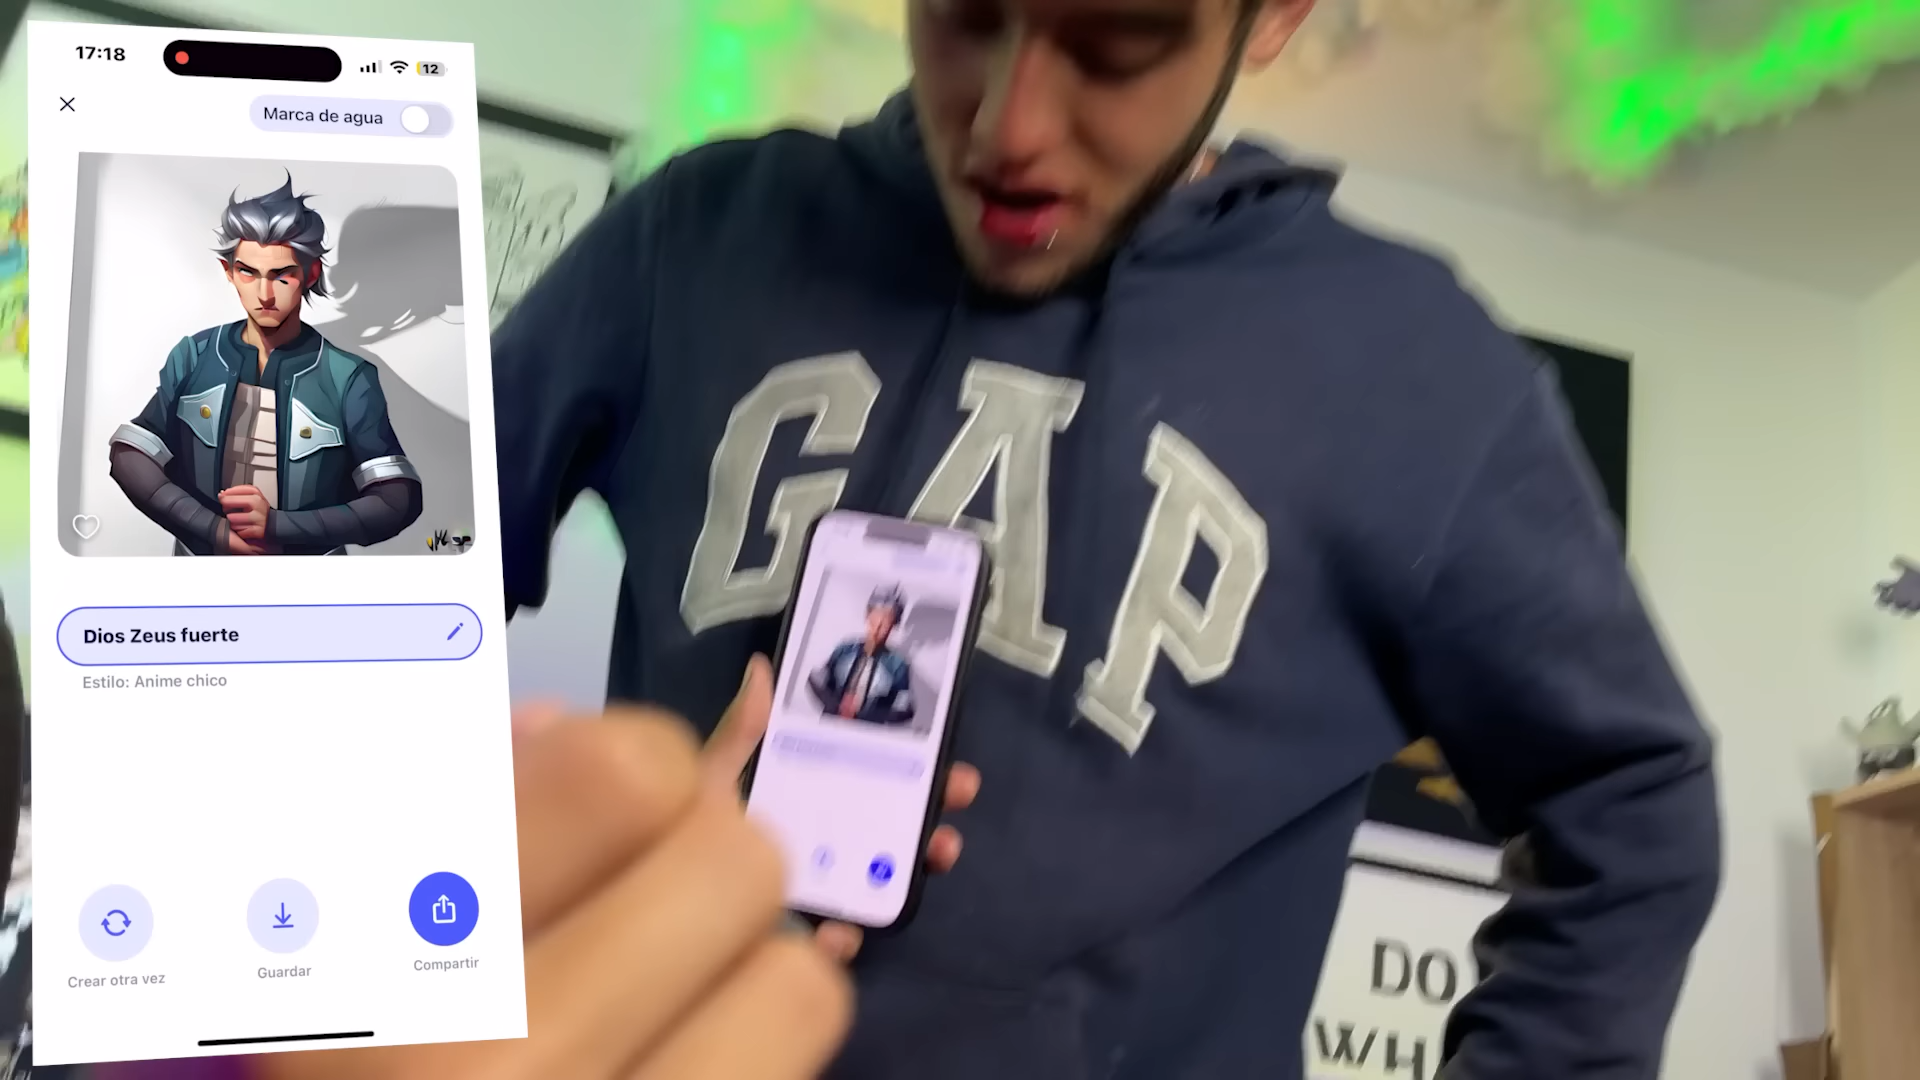 17:18
12
Marca de agua
Dios Zeus fuerte
Estilo: Anime chico
Crear otra vez
Guardar
Compartir
GAP
DO
WH